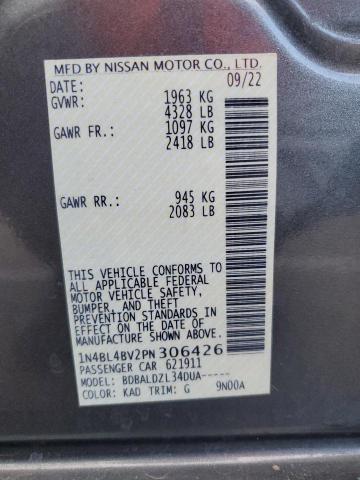 MFD BY NISSAN MOTOR CO., LTD.
DATE: 09/22
GVWR: 1963 KG
4328 LB
GAWR FR.: 1097 KG
2418 LB
GAWR RR.: 945 KG
2083 LB
THIS VEHICLE CONFORMS TO
ALL APPLICABLE FEDERAL
MOTOR VEHICLE SAFETY,
BUMPER, AND THEFT
PREVENTION STANDARDS
IN EFFECT ON THE DATE OF
MANUFACTURE SHOWN ABOVE.
1N4BL4BV2PN306426
PASSENGER CAR 621911
MODEL: BDBALDZL34DUA-----
COLOR: KAD TRIM: G 9N00A